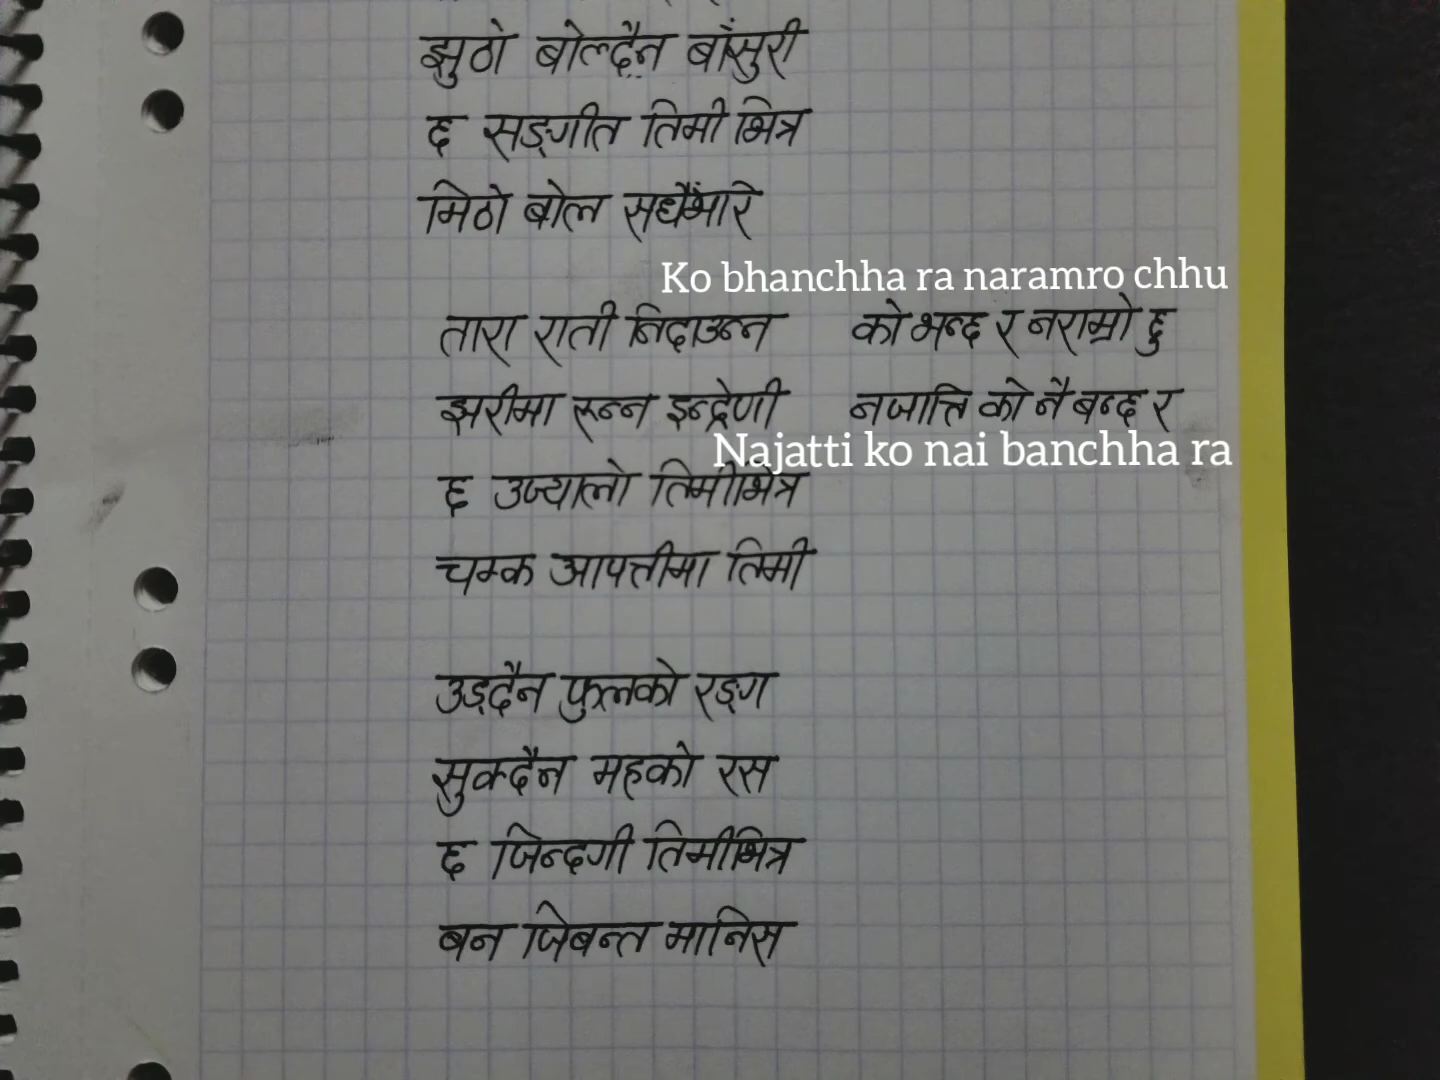 झुठो बोल्दैन बाँसुरी
छ सङ्गीत तिमी भित्र
मिठो बोल सधैँभरि
Ko bhanchha ra naramro chhu
तारा राती निदाउन्न को भन्छ र नराम्रो छु
झरीमा रुन्न इन्द्रेणी नजात्ति को नै बन्छ र
Najatti ko nai banchha ra
छ उज्यालो तिमीभित्र
चम्क आपत्तीमा तिमी
उड्दैन फुलको रङ्ग
सुक्दैन महको रस
छ जिन्दगी तिमीभित्र
बन जिबन्त मानिस